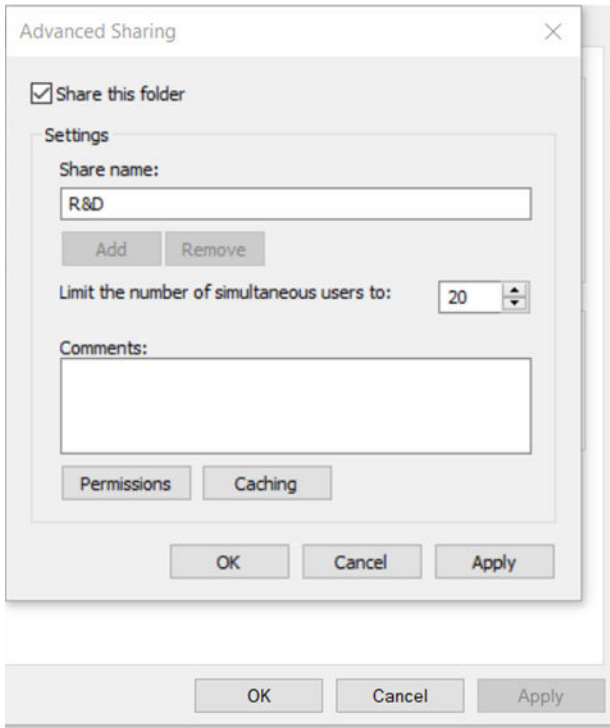 Advanced Sharing
Share this folder
Settings
Share name:
R&D
Add Remove
Limit the number of simultaneous users to: 20
Comments:
Permissions Caching
OK Cancel Apply
OK Cancel Apply